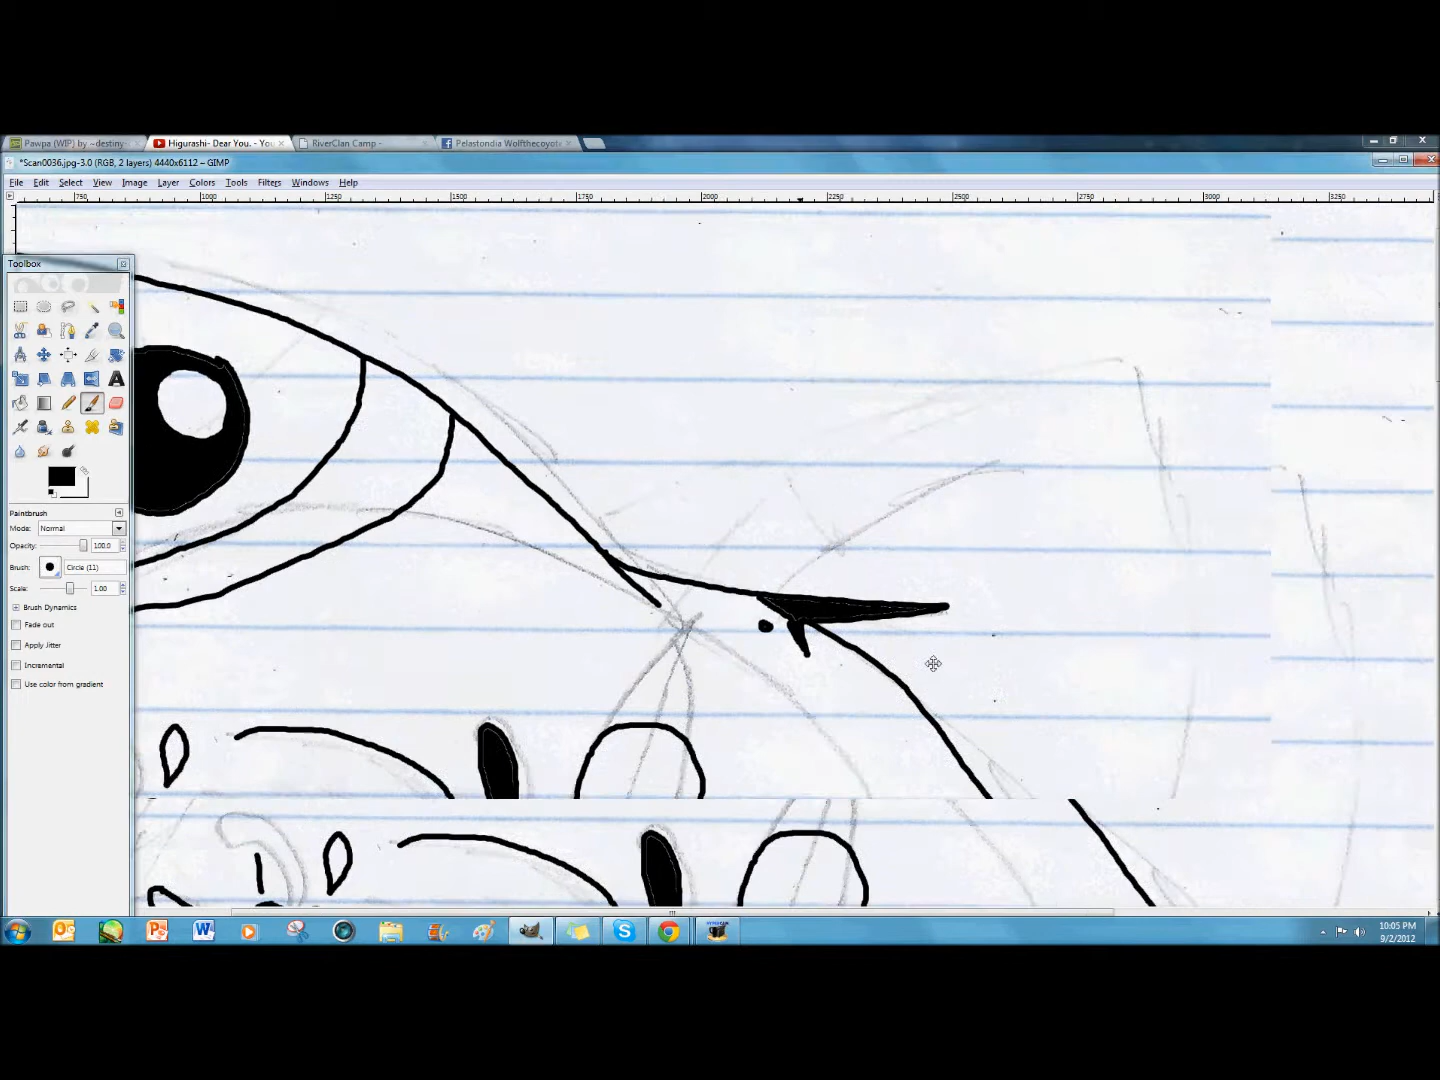 Pawpa (WIP) by ~destiny- Higurashi- Dear You. - You RiverClan Camp - Pelastondia Wolfthecoyote
*Scan0036.jpg-3.0 (RGB, 2 layers) 4440x6112 – GIMP
File Edit Select View Image Layer Colors Tools Filters Windows Help
750 1000 1250 1500 1750 2000 2250 2500 2750 3000 3250
Toolbox
Paintbrush
Mode: Normal
Opacity: 100.0
Brush: Circle (11)
Scale: 1.00
Brush Dynamics
Fade out
Apply Jitter
Incremental
Use color from gradient
10:05 PM
9/2/2012